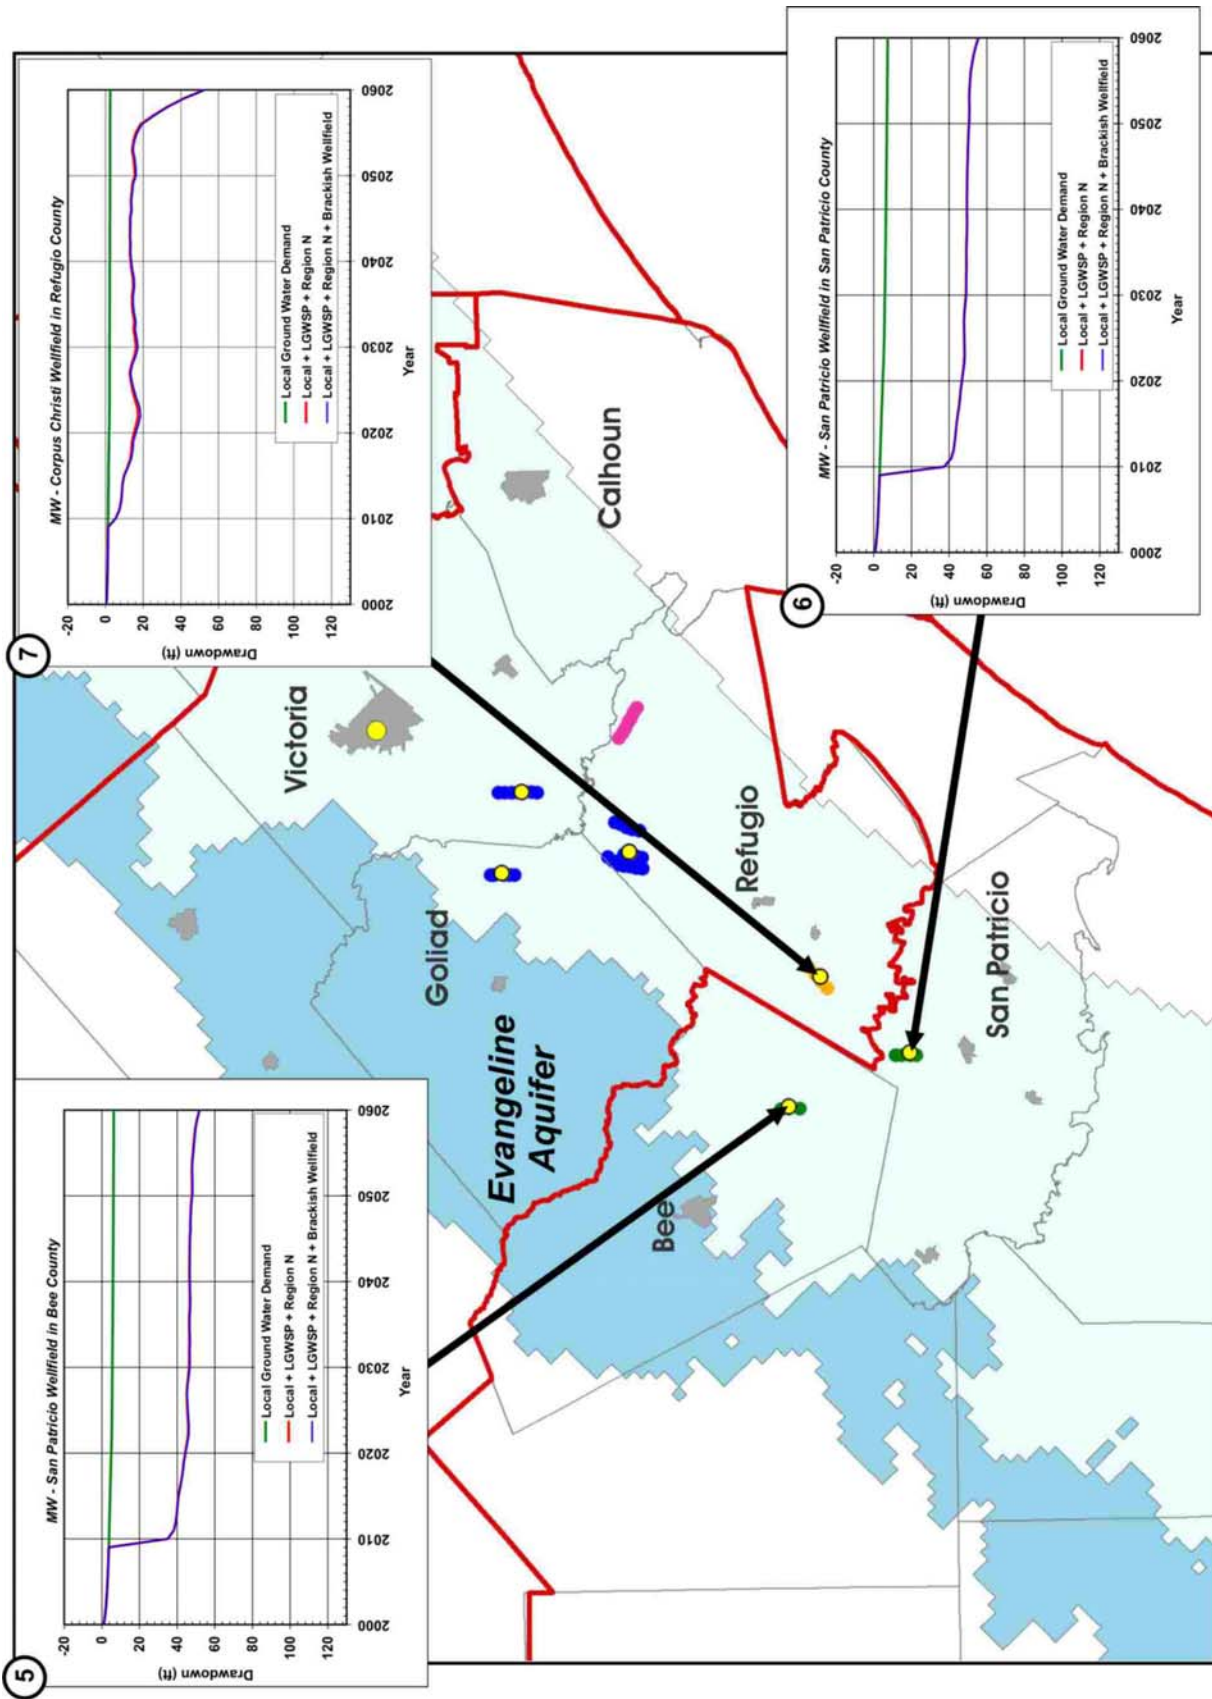 5
MW - San Patricio Wellfield in Bee County
Drawdown (ft)
-20
0
20
40
60
80
100
120
2000
2010
2020
2030
2040
2050
2060
Year
Local Ground Water Demand
Local + LGWSP + Region N
Local + LGWSP + Region N + Brackish Wellfield
7
MW - Corpus Christi Wellfield in Refugio County
Drawdown (ft)
-20
0
20
40
60
80
100
120
2000
2010
2020
2030
2040
2050
2060
Year
Local Ground Water Demand
Local + LGWSP + Region N
Local + LGWSP + Region N + Brackish Wellfield
Victoria
Goliad
Evangeline
Aquifer
Calhoun
Bee
Refugio
San Patricio
6
MW - San Patricio Wellfield in San Patricio County
Drawdown (ft)
-20
0
20
40
60
80
100
120
2000
2010
2020
2030
2040
2050
2060
Year
Local Ground Water Demand
Local + LGWSP + Region N
Local + LGWSP + Region N + Brackish Wellfield